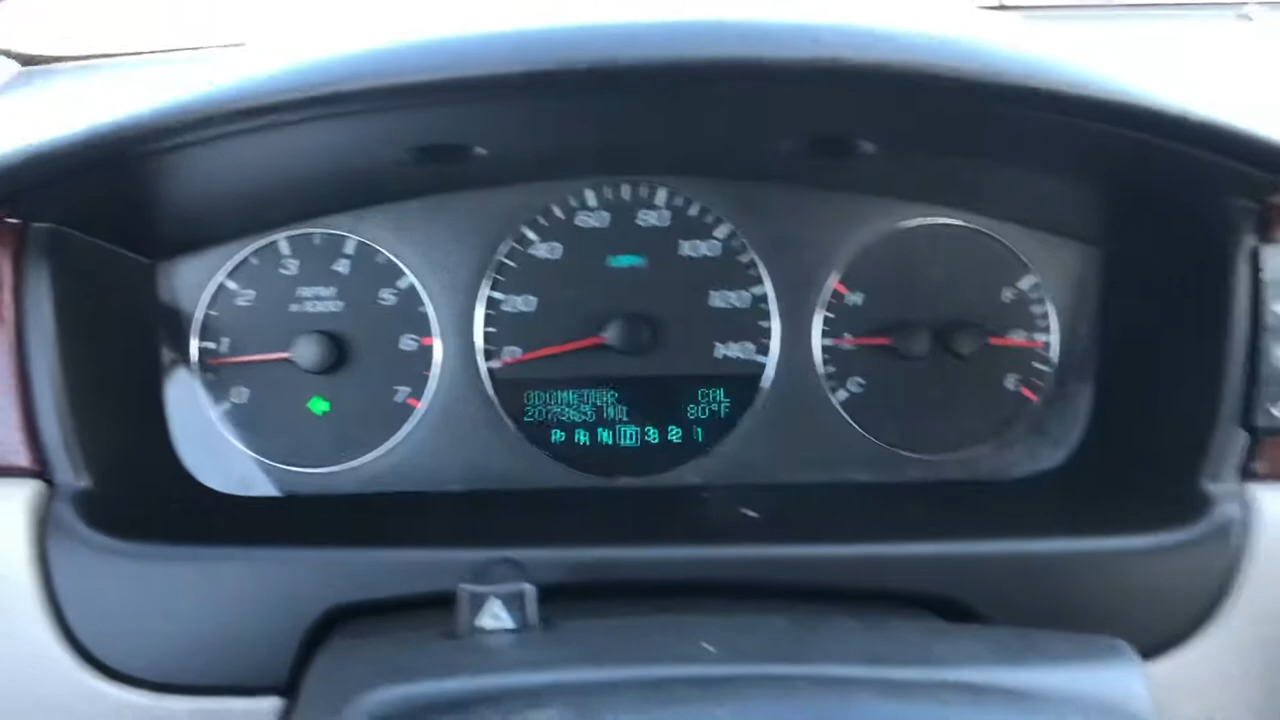 3 4
2 5
RPM
x1000
1 6
0 7
60 80
40 100
MPH
20 120
0 140
ODOMETER CAL
MI 80°F
P R N D 3 2 1
H F
C E